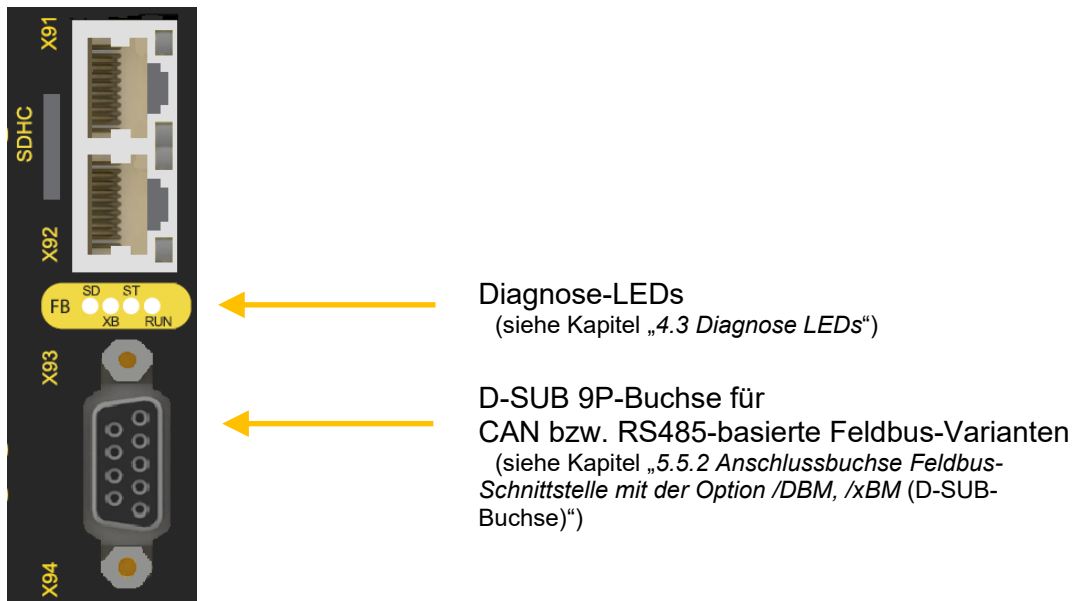 X91
SDHC
X92
SD ST
FB
XB RUN
X93
X94
Diagnose-LEDs
(siehe Kapitel „4.3 Diagnose LEDs“)
D-SUB 9P-Buchse für
CAN bzw. RS485-basierte Feldbus-Varianten
(siehe Kapitel „5.5.2 Anschlussbuchse Feldbus-
Schnittstelle mit der Option /DBM, /xBM (D-SUB-
Buchse)“)